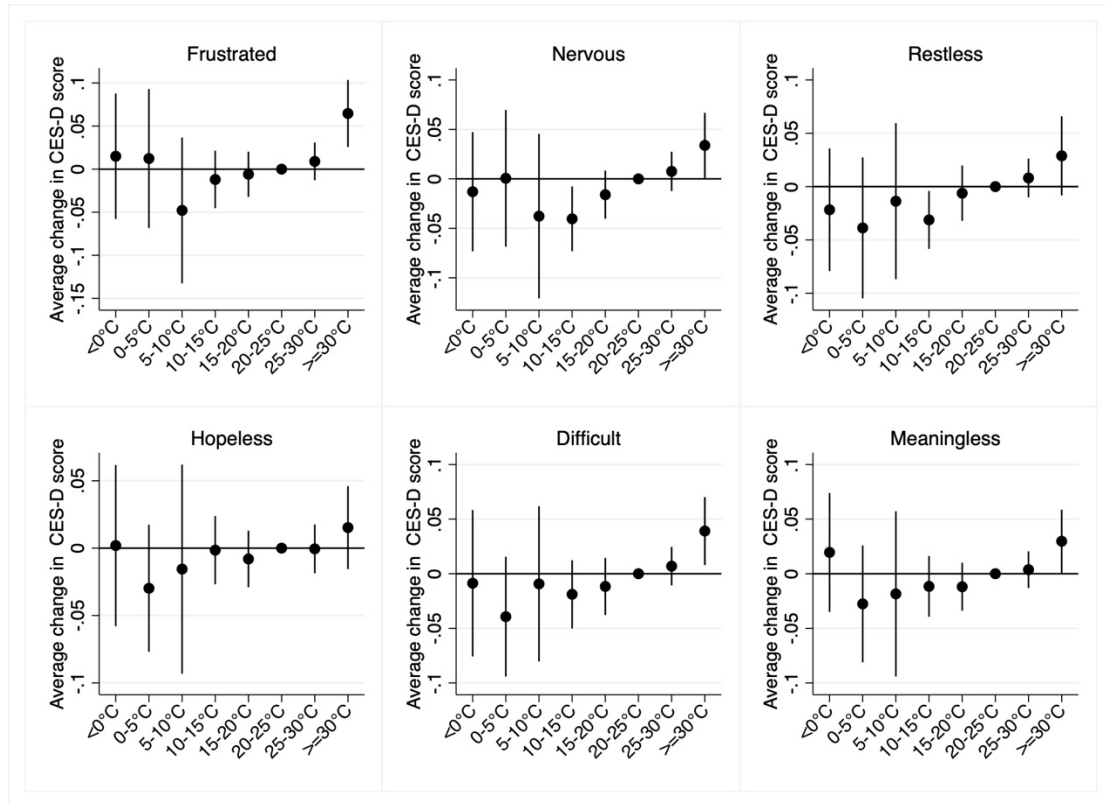 Frustrated
Average change in CES-D score
.1
.05
0
-.05
-.1
-.15
<0°C
0-5°C
5-10°C
10-15°C
15-20°C
20-25°C
25-30°C
>=30°C
Nervous
Average change in CES-D score
.1
.05
0
-.05
-.1
<0°C
0-5°C
5-10°C
10-15°C
15-20°C
20-25°C
25-30°C
>=30°C
Restless
Average change in CES-D score
.1
.05
0
-.05
-.1
<0°C
0-5°C
5-10°C
10-15°C
15-20°C
20-25°C
25-30°C
>=30°C
Hopeless
Average change in CES-D score
.05
0
-.05
-.1
<0°C
0-5°C
5-10°C
10-15°C
15-20°C
20-25°C
25-30°C
>=30°C
Difficult
Average change in CES-D score
.1
.05
0
-.05
-.1
<0°C
0-5°C
5-10°C
10-15°C
15-20°C
20-25°C
25-30°C
>=30°C
Meaningless
Average change in CES-D score
.1
.05
0
-.05
-.1
<0°C
0-5°C
5-10°C
10-15°C
15-20°C
20-25°C
25-30°C
>=30°C